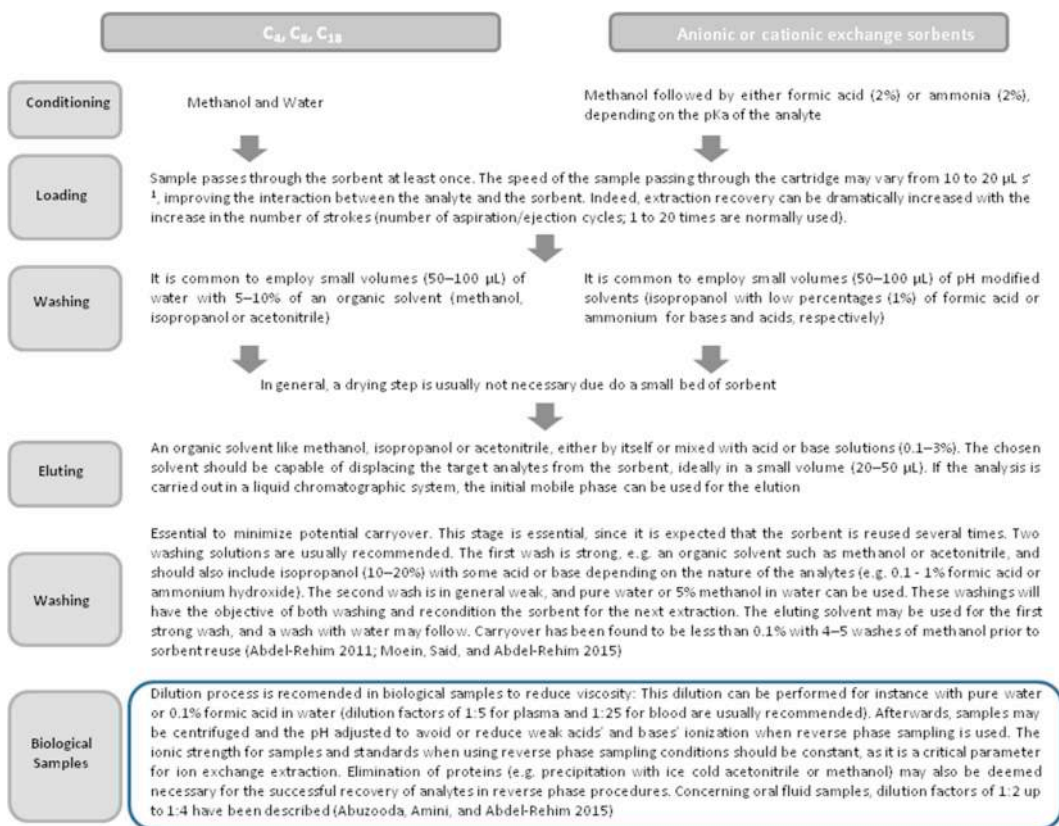 C4, C8, C18
Anionic or cationic exchange sorbents
Conditioning
Methanol and Water
Methanol followed by either formic acid (2%) or ammonia (2%),
depending on the pKa of the analyte
Loading
Sample passes through the sorbent at least once. The speed of the sample passing through the cartridge may vary from 10 to 20 µL s-
1, improving the interaction between the analyte and the sorbent. Indeed, extraction recovery can be dramatically increased with the
increase in the number of strokes (number of aspiration/ejection cycles; 1 to 20 times are normally used).
Washing
It is common to employ small volumes (50–100 µL) of
water with 5–10% of an organic solvent (methanol,
isopropanol or acetonitrile)
It is common to employ small volumes (50–100 µL) of pH modified
solvents (isopropanol with low percentages (1%) of formic acid or
ammonium for bases and acids, respectively)
In general, a drying step is usually not necessary due do a small bed of sorbent
Eluting
An organic solvent like methanol, isopropanol or acetonitrile, either by itself or mixed with acid or base solutions (0.1–3%). The chosen
solvent should be capable of displacing the target analytes from the sorbent, ideally in a small volume (20–50 µL). If the analysis is
carried out in a liquid chromatographic system, the initial mobile phase can be used for the elution
Washing
Essential to minimize potential carryover. This stage is essential, since it is expected that the sorbent is reused several times. Two
washing solutions are usually recommended. The first wash is strong, e.g. an organic solvent such as methanol or acetonitrile, and
should also include isopropanol (10–20%) with some acid or base depending on the nature of the analytes (e.g. 0.1 - 1% formic acid or
ammonium hydroxide). The second wash is in general weak, and pure water or 5% methanol in water can be used. These washings will
have the objective of both washing and recondition the sorbent for the next extraction. The eluting solvent may be used for the first
strong wash, and a wash with water may follow. Carryover has been found to be less than 0.1% with 4–5 washes of methanol prior to
sorbent reuse (Abdel-Rehim 2011; Moein, Said, and Abdel-Rehim 2015)
Biological
Samples
Dilution process is recomended in biological samples to reduce viscosity: This dilution can be performed for instance with pure water
or 0.1% formic acid in water (dilution factors of 1:5 for plasma and 1:25 for blood are usually recommended). Afterwards, samples may
be centrifuged and the pH adjusted to avoid or reduce weak acids' and bases' ionization when reverse phase sampling is used. The
ionic strength for samples and standards when using reverse phase sampling conditions should be constant, as it is a critical parameter
for ion exchange extraction. Elimination of proteins (e.g. precipitation with ice cold acetonitrile or methanol) may also be deemed
necessary for the successful recovery of analytes in reverse phase procedures. Concerning oral fluid samples, dilution factors of 1:2 up
to 1:4 have been described (Abuzooda, Amini, and Abdel-Rehim 2015)